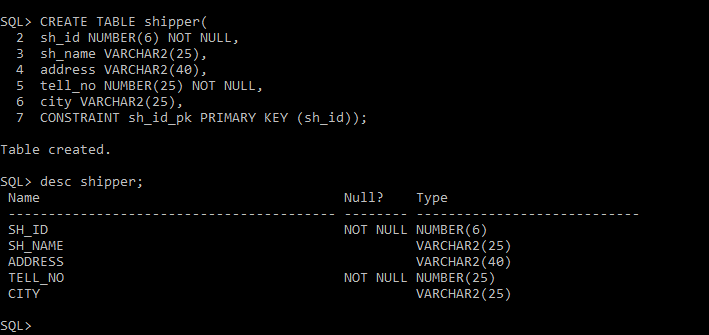 SQL> CREATE TABLE shipper(
  2  sh_id NUMBER(6) NOT NULL,
  3  sh_name VARCHAR2(25),
  4  address VARCHAR2(40),
  5  tell_no NUMBER(25) NOT NULL,
  6  city VARCHAR2(25),
  7  CONSTRAINT sh_id_pk PRIMARY KEY (sh_id));
Table created.
SQL> desc shipper;
 Name                                      Null?    Type
 ----------------------------------------- -------- ----------------------------
 SH_ID                                     NOT NULL NUMBER(6)
 SH_NAME                                            VARCHAR2(25)
 ADDRESS                                            VARCHAR2(40)
 TELL_NO                                   NOT NULL NUMBER(25)
 CITY                                               VARCHAR2(25)
SQL>